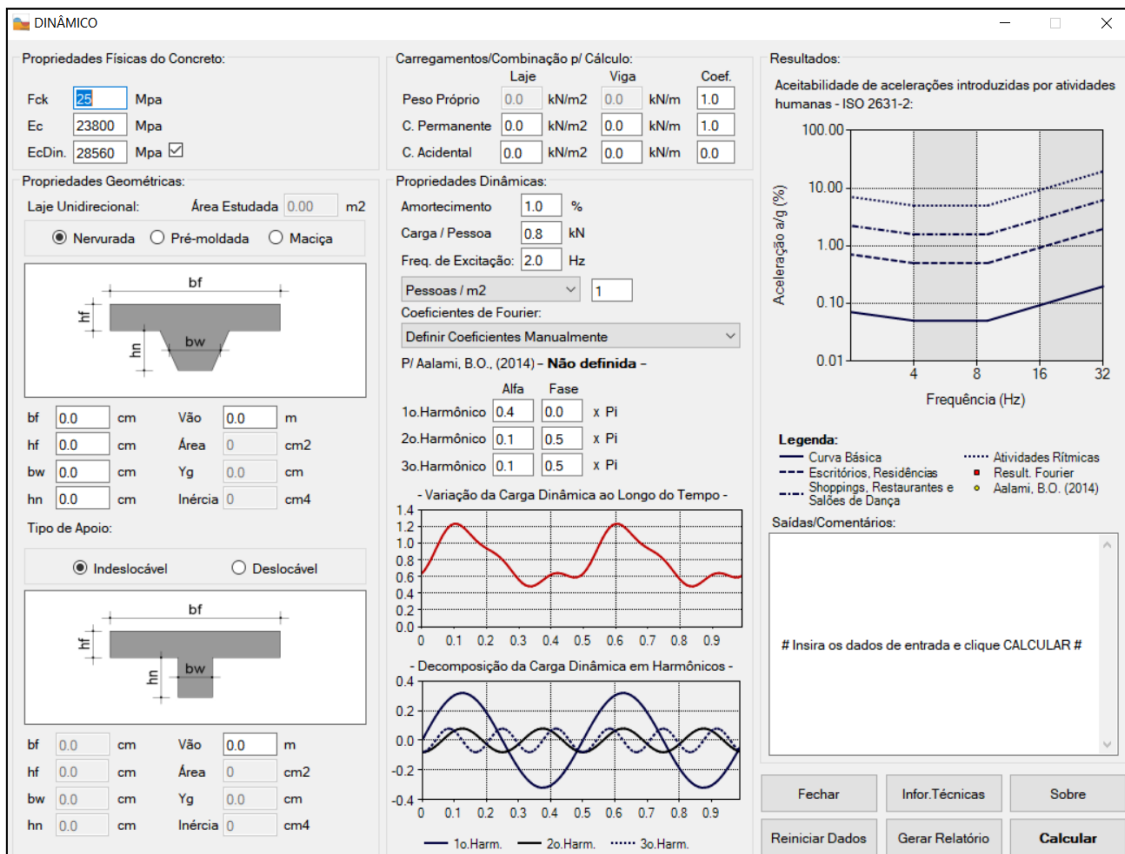 DINÂMICO
Propriedades Físicas do Concreto:
Fck 25 Mpa
Ec 23800 Mpa
EcDin. 28560 Mpa
Propriedades Geométricas:
Laje Unidirecional: Área Estudada 0.00 m2
Nervurada Pré-moldada Maciça
bf
hf
bw
hn
bf 0.0 cm Vão 0.0 m
hf 0.0 cm Área 0 cm2
bw 0.0 cm Yg 0.0 cm
hn 0.0 cm Inércia 0 cm4
Tipo de Apoio:
Indeslocável Deslocável
bf
hf
bw
hn
bf 0.0 cm Vão 0.0 m
hf 0.0 cm Área 0 cm2
bw 0.0 cm Yg 0.0 cm
hn 0.0 cm Inércia 0 cm4
Carregamentos/Combinação p/ Cálculo:
Laje Viga Coef.
Peso Próprio 0.0 kN/m2 0.0 kN/m 1.0
C. Permanente 0.0 kN/m2 0.0 kN/m 1.0
C. Acidental 0.0 kN/m2 0.0 kN/m 0.0
Propriedades Dinâmicas:
Amortecimento 1.0 %
Carga / Pessoa 0.8 kN
Freq. de Excitação: 2.0 Hz
Pessoas / m2 1
Coeficientes de Fourier:
Definir Coeficientes Manualmente
P/ Aalami, B.O., (2014) - Não definida -
Alfa Fase
1o.Harmônico 0.4 0.0 x Pi
2o.Harmônico 0.1 0.5 x Pi
3o.Harmônico 0.1 0.5 x Pi
- Variação da Carga Dinâmica ao Longo do Tempo -
1.4
1.2
1.0
0.8
0.6
0.4
0.2
0.0
0 0.1 0.2 0.3 0.4 0.5 0.6 0.7 0.8 0.9
- Decomposição da Carga Dinâmica em Harmônicos -
0.4
0.2
0.0
-0.2
-0.4
0 0.1 0.2 0.3 0.4 0.5 0.6 0.7 0.8 0.9
1o.Harm. 2o.Harm. 3o.Harm.
Resultados:
Aceitabilidade de acelerações introduzidas por atividades
humanas - ISO 2631-2:
Aceleração a/g (%)
100.00
10.00
1.00
0.10
0.01
4 8 16 32
Frequência (Hz)
Legenda:
Curva Básica
Escritórios, Residências
Shoppings, Restaurantes e
Salões de Dança
Atividades Rítmicas
Result. Fourier
Aalami, B.O. (2014)
Saídas/Comentários:
# Insira os dados de entrada e clique CALCULAR #
Fechar Infor.Técnicas Sobre
Reiniciar Dados Gerar Relatório Calcular